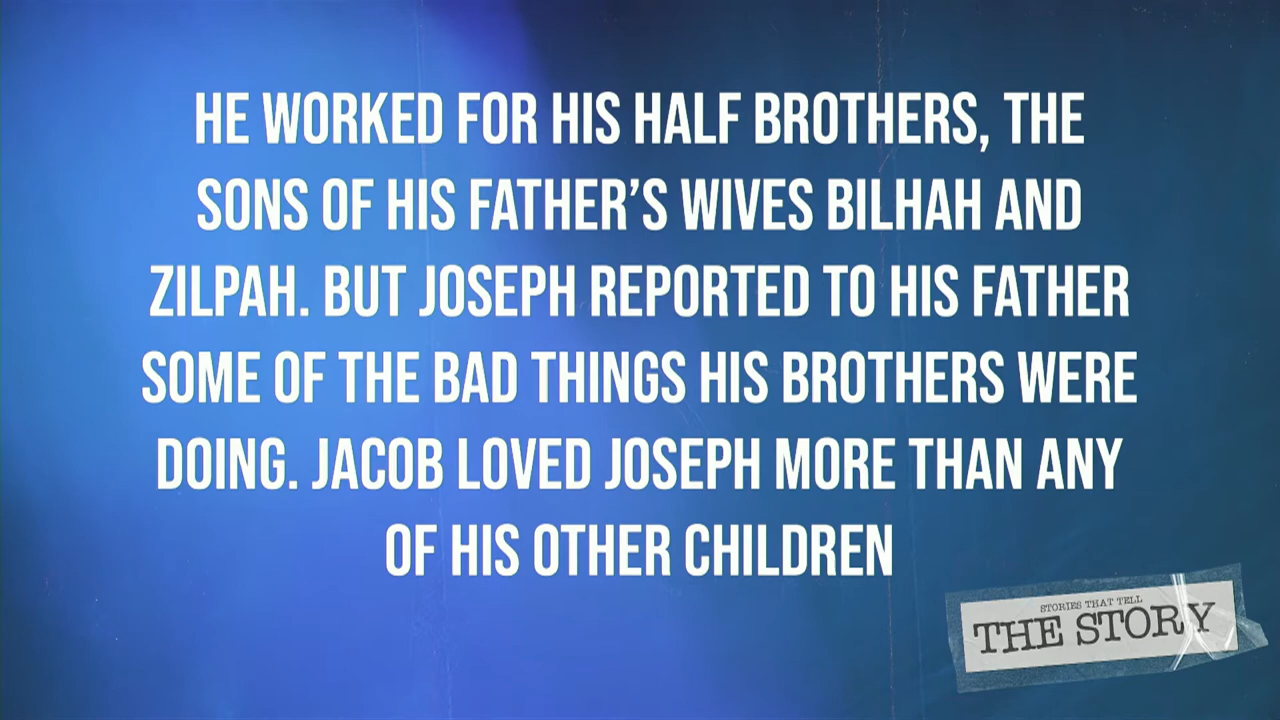 HE WORKED FOR HIS HALF BROTHERS, THE
SONS OF HIS FATHER’S WIVES BILHAH AND
ZILPAH. BUT JOSEPH REPORTED TO HIS FATHER
SOME OF THE BAD THINGS HIS BROTHERS WERE
DOING. JACOB LOVED JOSEPH MORE THAN ANY
OF HIS OTHER CHILDREN
STORIES THAT TELL
THE STORY